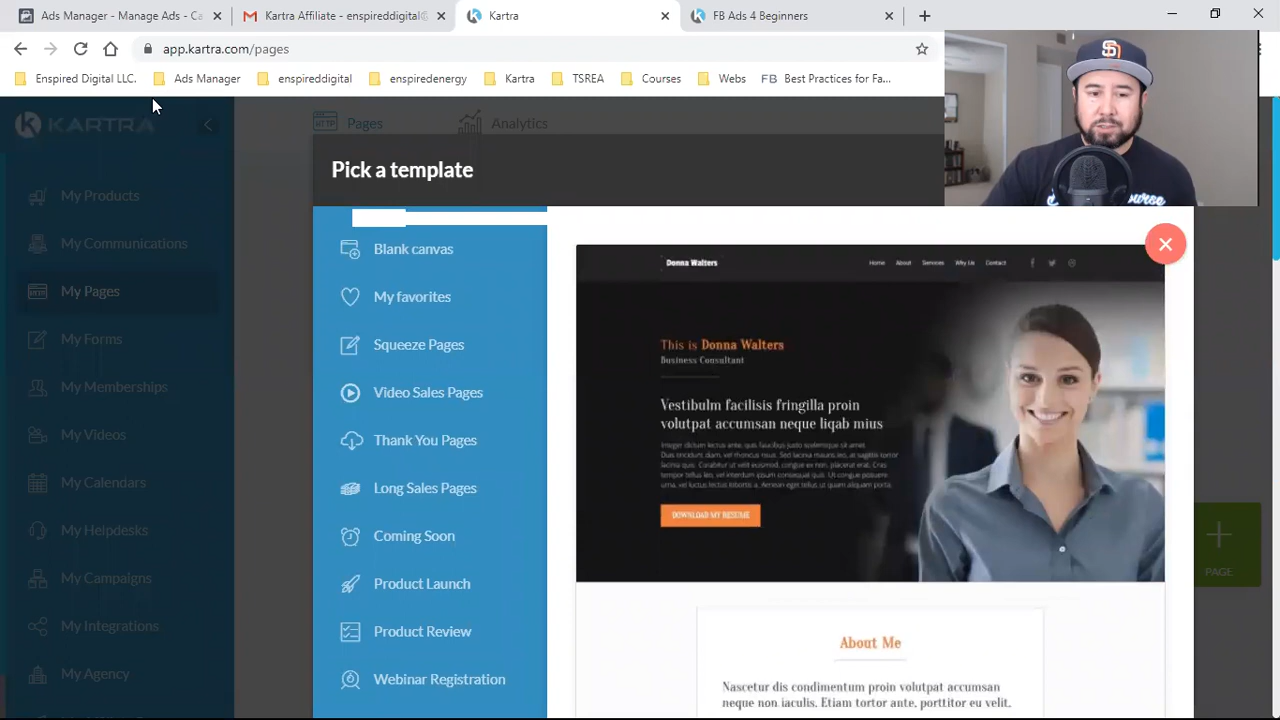 Ads Manager - Manage Ads - Ca
Kartra Affiliate - enspireddigital@
Kartra
FB Ads 4 Beginners
app.kartra.com/pages
Enspired Digital LLC.
Ads Manager
enspireddigital
enspiredenergy
Kartra
TSREA
Courses
Webs
FB Best Practices for Fa...
KARTRA
HTTP Pages
Analytics
Pick a template
My Products
My Communications
My Pages
My Forms
My Memberships
My Videos
My Calendars
My Helpdesks
My Campaigns
My Integrations
My Agency
Blank canvas
My favorites
Squeeze Pages
Video Sales Pages
Thank You Pages
Long Sales Pages
Coming Soon
Product Launch
Product Review
Webinar Registration
Donna Walters
Home About Services Why Us Contact
This is Donna Walters
Business Consultant
Vestibulm facilisis fringilla proin
volutpat accumsan neque liqab mius
DOWNLOAD MY RESUME
About Me
Nascetur dis condimentum proin volutpat accumsan
neque non iaculis. Etiam tortor ante, porttitor eu velit,
PAGE
SD